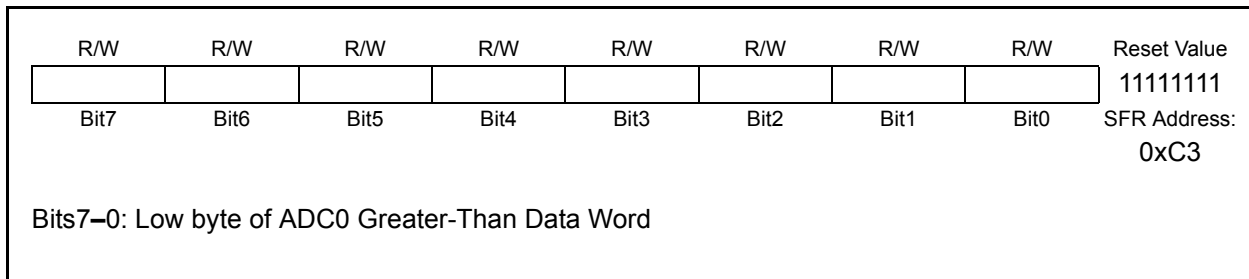 R/W R/W R/W R/W R/W R/W R/W R/W Reset Value
11111111
Bit7 Bit6 Bit5 Bit4 Bit3 Bit2 Bit1 Bit0 SFR Address:
0xC3
Bits7–0: Low byte of ADC0 Greater-Than Data Word